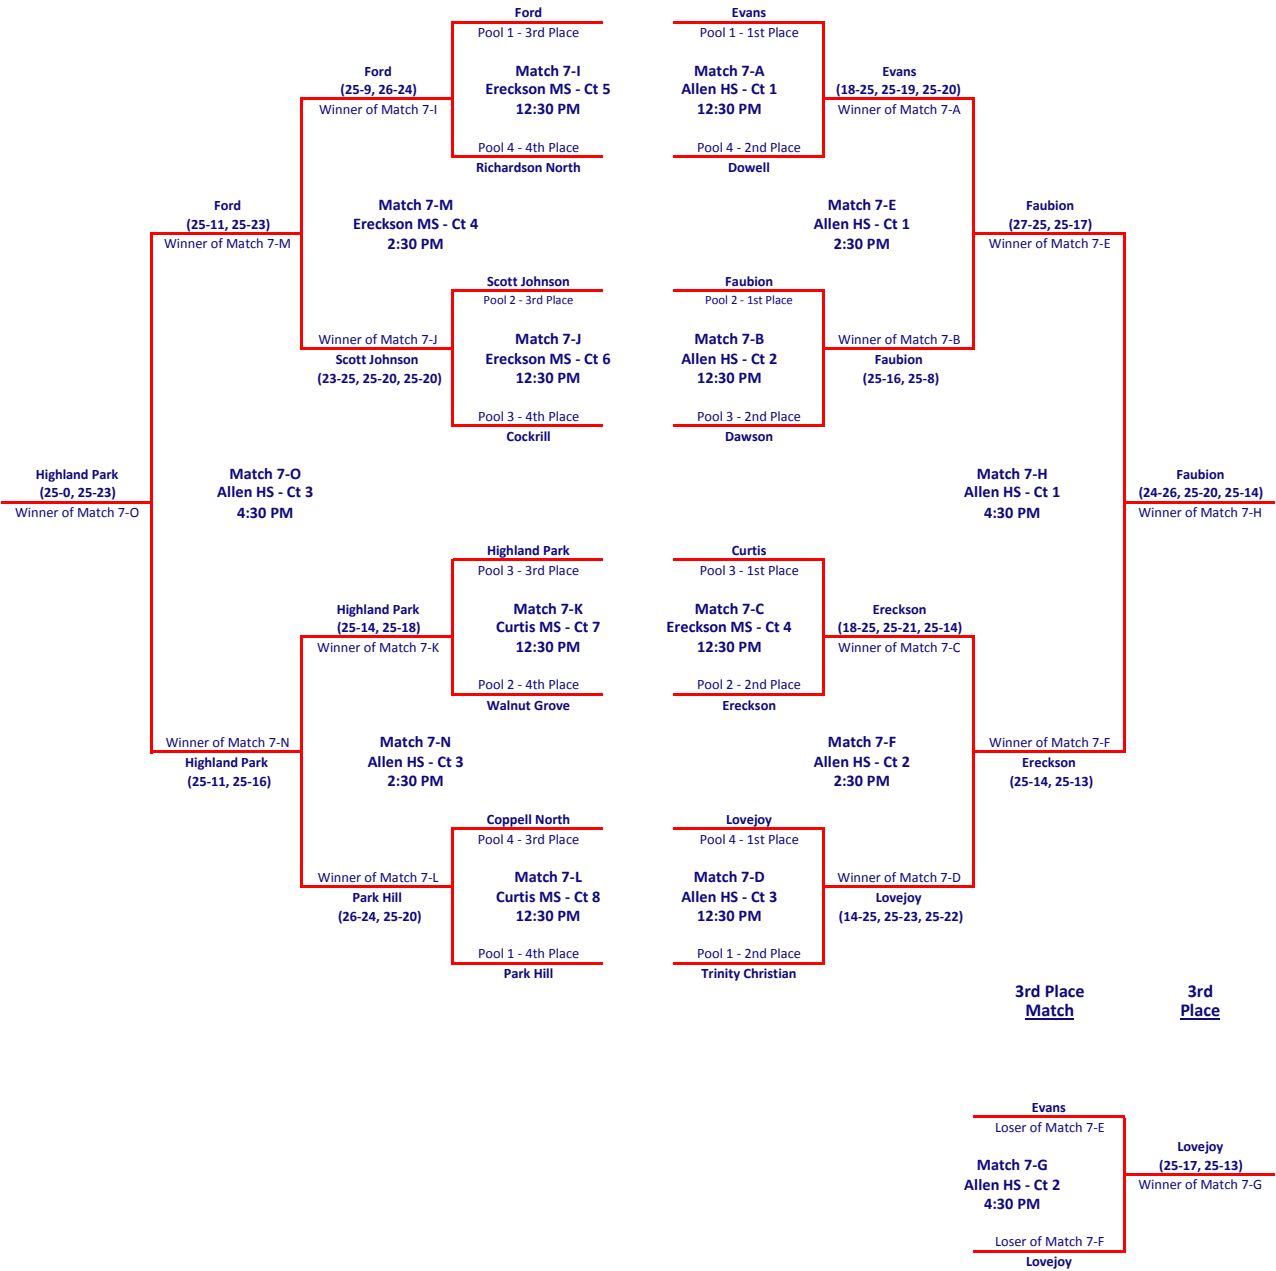 Ford
Pool 1 - 3rd Place
Evans
Pool 1 - 1st Place
Ford
(25-9, 26-24)
Winner of Match 7-I
Match 7-I
Ereckson MS - Ct 5
12:30 PM
Match 7-A
Allen HS - Ct 1
12:30 PM
Evans
(18-25, 25-19, 25-20)
Winner of Match 7-A
Pool 4 - 4th Place
Richardson North
Pool 4 - 2nd Place
Dowell
Ford
(25-11, 25-23)
Winner of Match 7-M
Match 7-M
Ereckson MS - Ct 4
2:30 PM
Match 7-E
Allen HS - Ct 1
2:30 PM
Faubion
(27-25, 25-17)
Winner of Match 7-E
Scott Johnson
Pool 2 - 3rd Place
Faubion
Pool 2 - 1st Place
Winner of Match 7-J
Scott Johnson
(23-25, 25-20, 25-20)
Match 7-J
Ereckson MS - Ct 6
12:30 PM
Match 7-B
Allen HS - Ct 2
12:30 PM
Winner of Match 7-B
Faubion
(25-16, 25-8)
Pool 3 - 4th Place
Cockrill
Pool 3 - 2nd Place
Dawson
Highland Park
(25-0, 25-23)
Winner of Match 7-O
Match 7-O
Allen HS - Ct 3
4:30 PM
Match 7-H
Allen HS - Ct 1
4:30 PM
Faubion
(24-26, 25-20, 25-14)
Winner of Match 7-H
Highland Park
Pool 3 - 3rd Place
Curtis
Pool 3 - 1st Place
Highland Park
(25-14, 25-18)
Winner of Match 7-K
Match 7-K
Curtis MS - Ct 7
12:30 PM
Match 7-C
Ereckson MS - Ct 4
12:30 PM
Ereckson
(18-25, 25-21, 25-14)
Winner of Match 7-C
Pool 2 - 4th Place
Walnut Grove
Pool 2 - 2nd Place
Ereckson
Winner of Match 7-N
Highland Park
(25-11, 25-16)
Match 7-N
Allen HS - Ct 3
2:30 PM
Match 7-F
Allen HS - Ct 2
2:30 PM
Winner of Match 7-F
Ereckson
(25-14, 25-13)
Coppell North
Pool 4 - 3rd Place
Lovejoy
Pool 4 - 1st Place
Winner of Match 7-L
Park Hill
(26-24, 25-20)
Match 7-L
Curtis MS - Ct 8
12:30 PM
Match 7-D
Allen HS - Ct 3
12:30 PM
Winner of Match 7-D
Lovejoy
(14-25, 25-23, 25-22)
Pool 1 - 4th Place
Park Hill
Pool 1 - 2nd Place
Trinity Christian
3rd Place
Match
3rd
Place
Evans
Loser of Match 7-E
Match 7-G
Allen HS - Ct 2
4:30 PM
Lovejoy
(25-17, 25-13)
Winner of Match 7-G
Loser of Match 7-F
Lovejoy